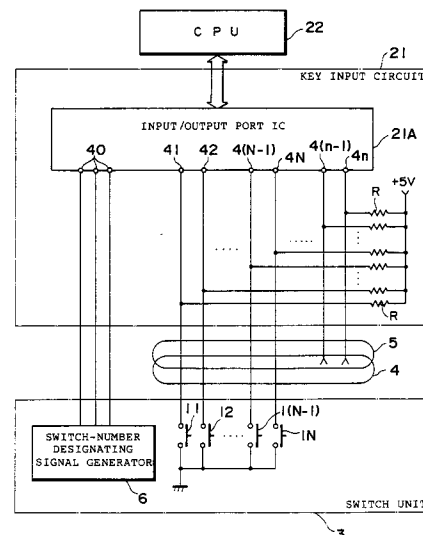 CPU
22
21
KEY INPUT CIRCUIT
INPUT/OUTPUT PORT IC
21A
40 41 42 4(N-1) 4N 4(n-1) 4n
+5V
R
.....
.....
R
5
4
11 12 .... 1(N-1)
1N
SWITCH-NUMBER
DESIGNATING
SIGNAL GENERATOR
6
SWITCH UNIT
3